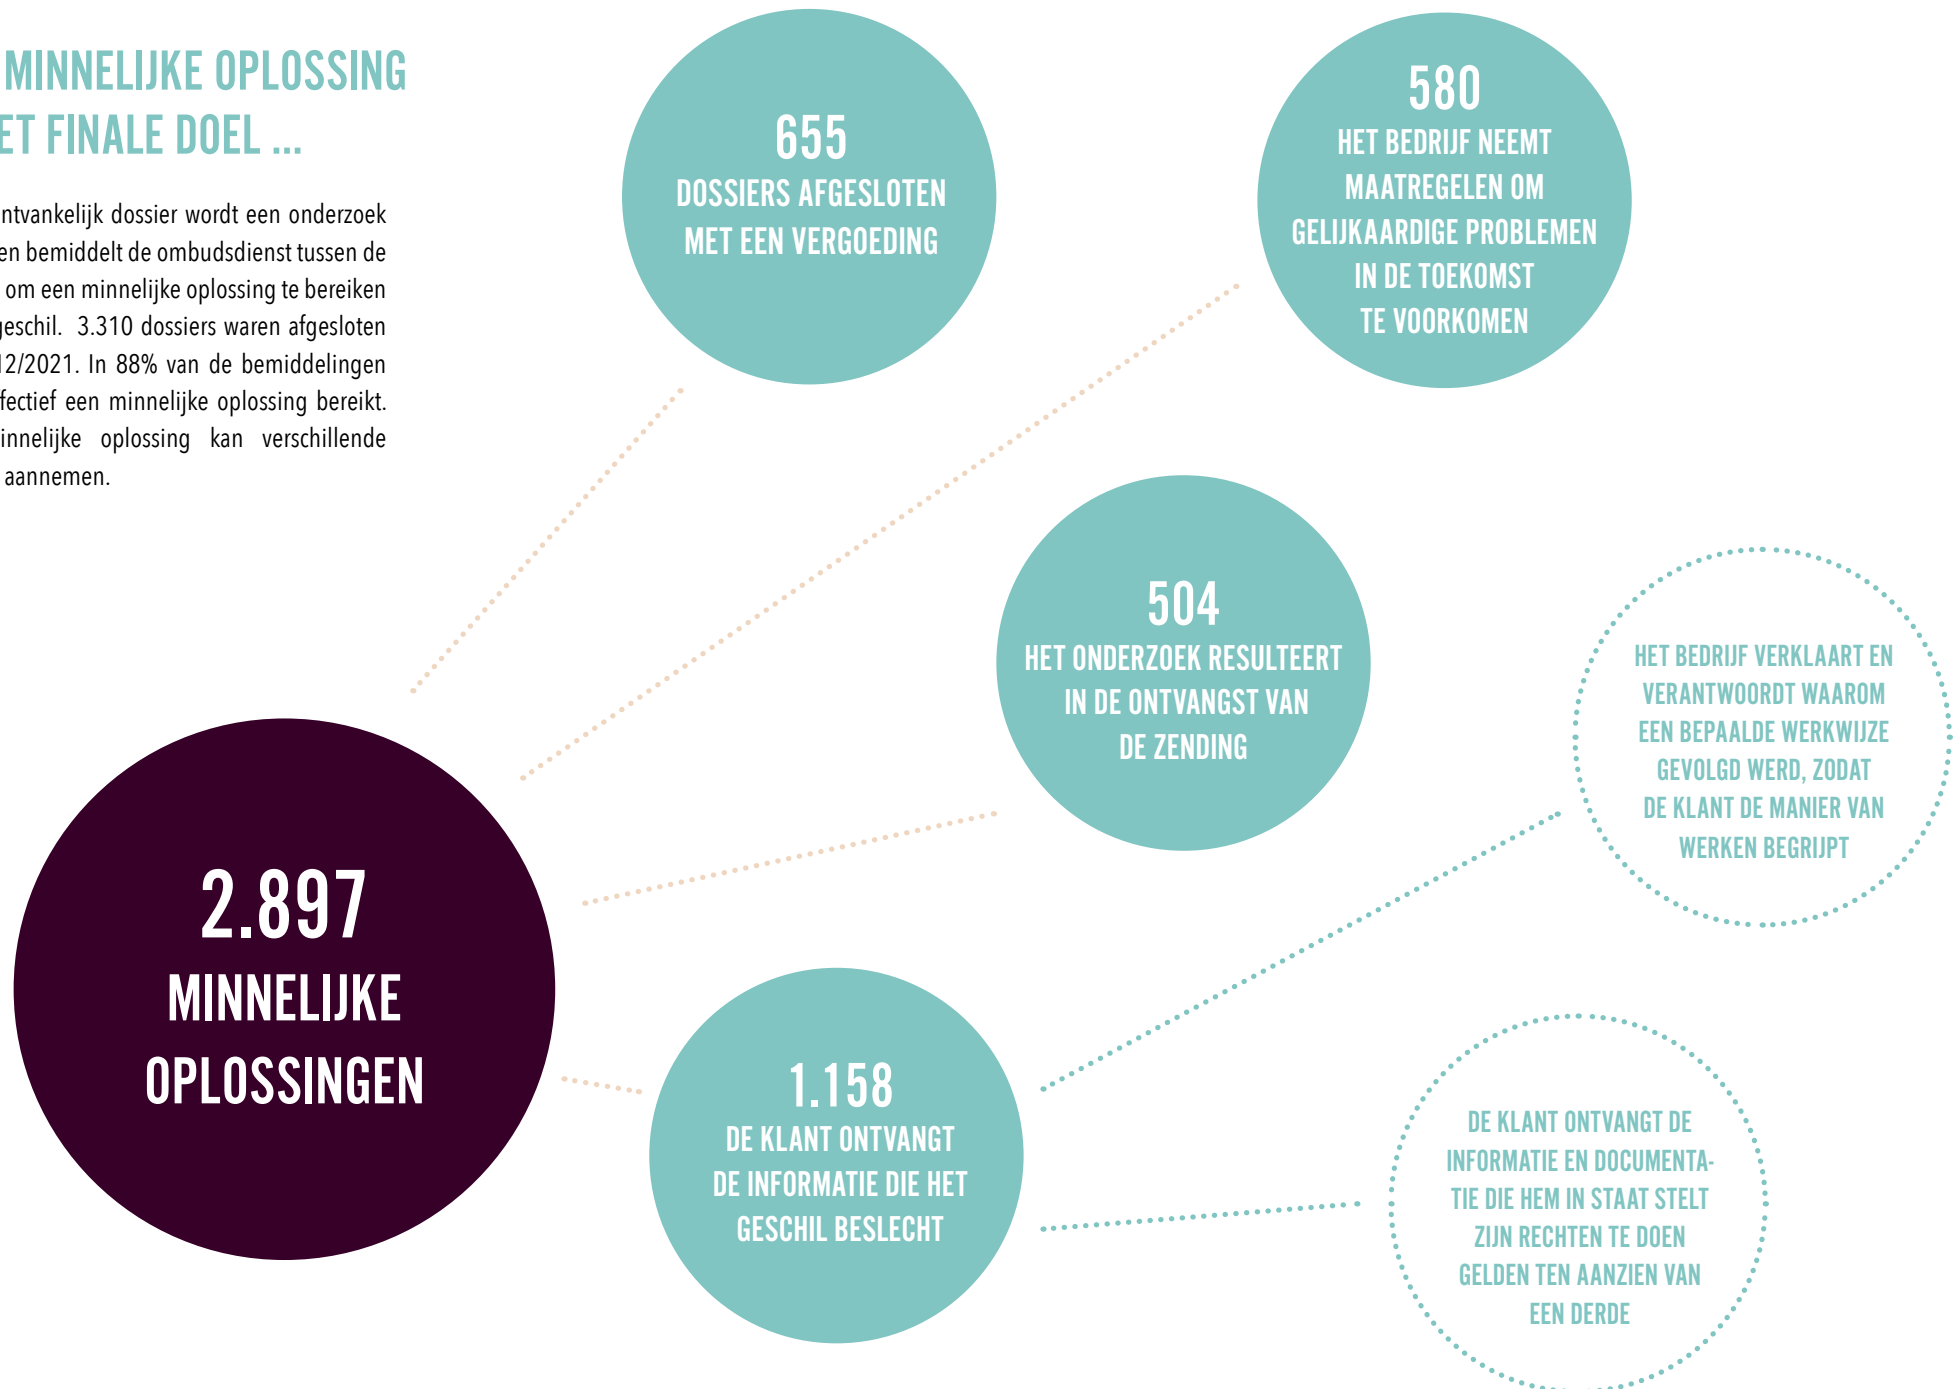 MINNELIJKE OPLOSSING
ET FINALE DOEL ...
ntvankelijk dossier wordt een onderzoek
en bemiddelt de ombudsdienst tussen de
om een minnelijke oplossing te bereiken
geschil. 3.310 dossiers waren afgesloten
12/2021. In 88% van de bemiddelingen
fectief een minnelijke oplossing bereikt.
innelijke oplossing kan verschillende
aannemen.
655
DOSSIERS AFGESLOTEN
MET EEN VERGOEDING
580
HET BEDRIJF NEEMT
MAATREGELEN OM
GELIJKAARDIGE PROBLEMEN
IN DE TOEKOMST
TE VOORKOMEN
504
HET ONDERZOEK RESULTEERT
IN DE ONTVANGST VAN
DE ZENDING
HET BEDRIJF VERKLAART EN
VERANTWOORDT WAAROM
EEN BEPAALDE WERKWIJZE
GEVOLGD WERD, ZODAT
DE KLANT DE MANIER VAN
WERKEN BEGRIJPT
2.897
MINNELIJKE
OPLOSSINGEN
1.158
DE KLANT ONTVANGT
DE INFORMATIE DIE HET
GESCHIL BESLECHT
DE KLANT ONTVANGT DE
INFORMATIE EN DOCUMENTA-
TIE DIE HEM IN STAAT STELT
ZIJN RECHTEN TE DOEN
GELDEN TEN AANZIEN VAN
EEN DERDE